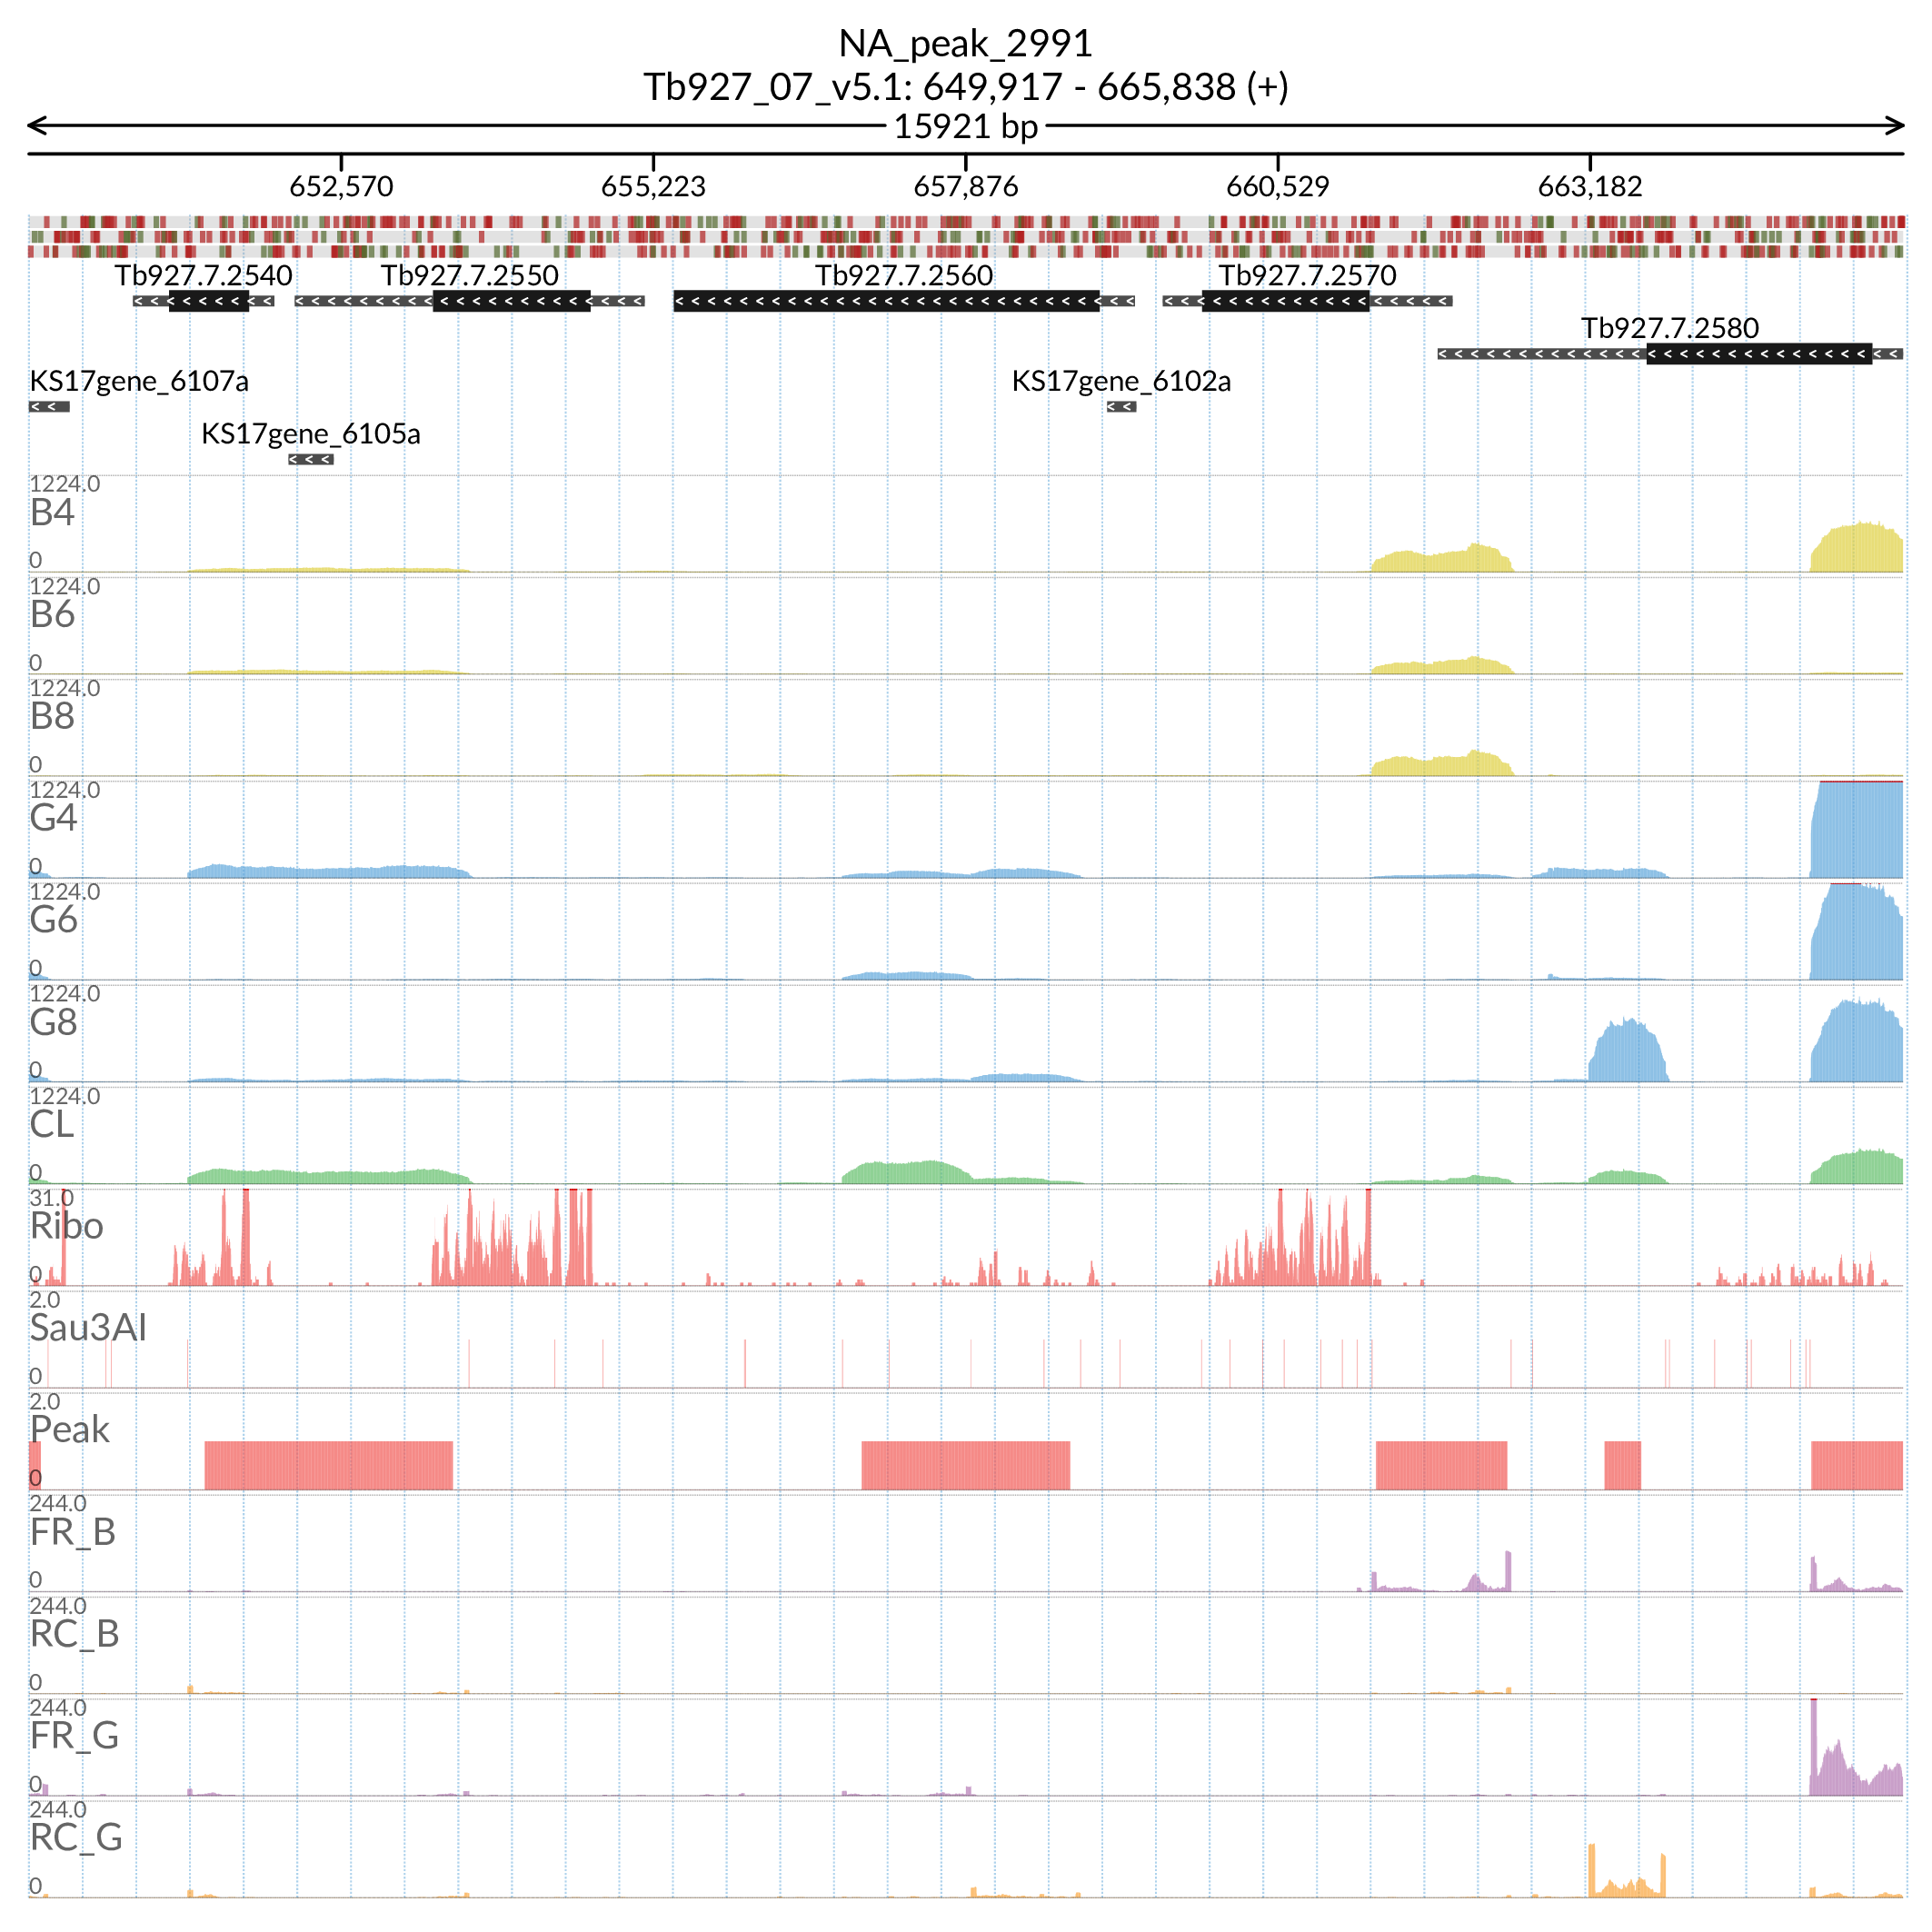 NA_peak_2991
Tb927_07_v5.1: 649,917 - 665,838 (+)
15921 bp
652,570 655,223 657,876 660,529 663,182
Tb927.7.2540 Tb927.7.2550 Tb927.7.2560 Tb927.7.2570
Tb927.7.2580
KS17gene_6107a KS17gene_6102a
KS17gene_6105a
1224.0
B4
0
1224.0
B6
0
1224.0
B8
0
1224.0
G4
0
1224.0
G6
0
1224.0
G8
0
1224.0
CL
0
31.0
Ribo
0
2.0
Sau3AI
0
2.0
Peak
0
244.0
FR_B
0
244.0
RC_B
0
244.0
FR_G
0
244.0
RC_G
0